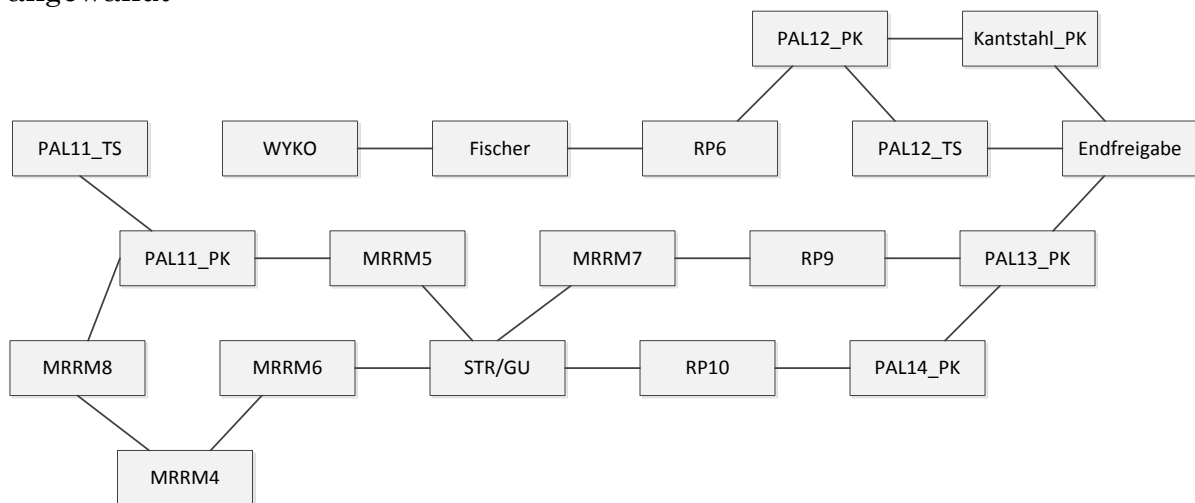 angewandt
PAL12_PK Kantstahl_PK
PAL11_TS WYKO Fischer RP6 PAL12_TS Endfreigabe
PAL11_PK MRRM5 MRRM7 RP9 PAL13_PK
MRRM8 MRRM6 STR/GU RP10 PAL14_PK
MRRM4